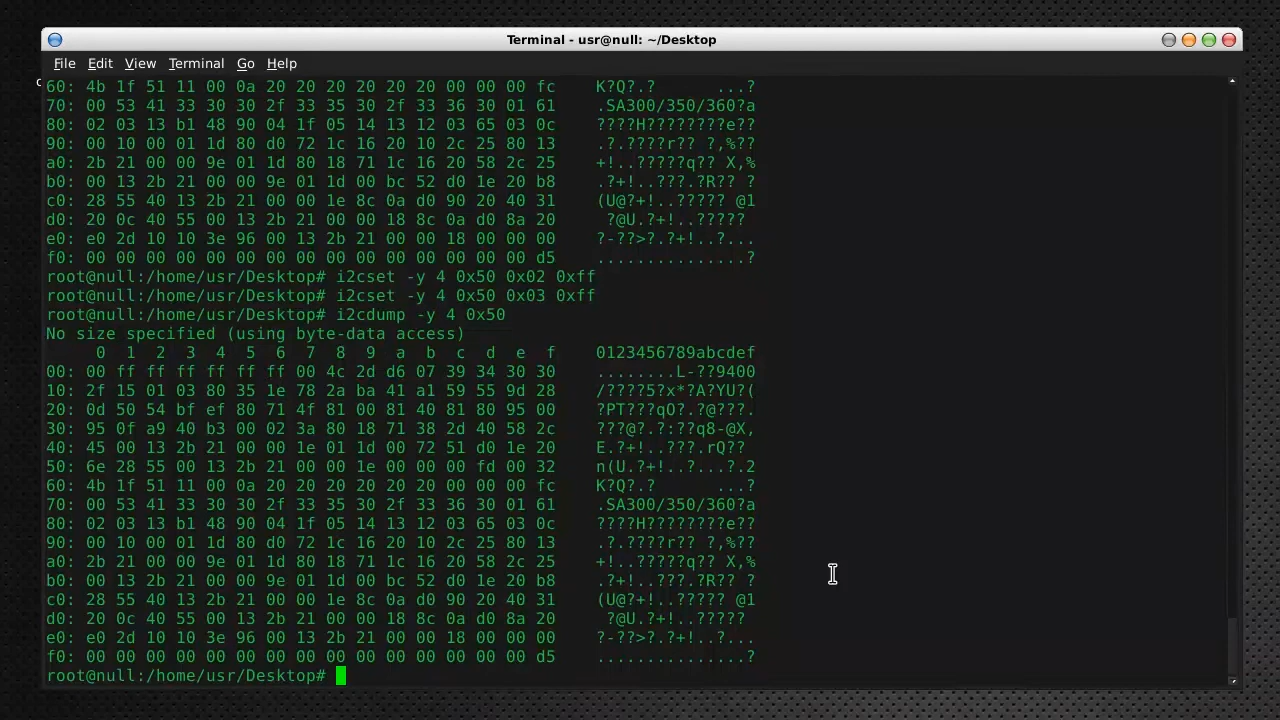 Terminal - usr@null: ~/Desktop
File Edit View Terminal Go Help
60: 4b 1f 51 11 00 0a 20 20 20 20 20 20 00 00 00 fc    K?Q?.?      ...?
70: 00 53 41 33 30 30 2f 33 35 30 2f 33 36 30 01 61    .SA300/350/360?a
80: 02 03 13 b1 48 90 04 1f 05 14 13 12 03 65 03 0c    ????H????????e??
90: 00 10 00 01 1d 80 d0 72 1c 16 20 10 2c 25 80 13    .?.????r?? ?,%??
a0: 2b 21 00 00 9e 01 1d 80 18 71 1c 16 20 58 2c 25    +!..?????q?? X,%
b0: 00 13 2b 21 00 00 9e 01 1d 00 bc 52 d0 1e 20 b8    .?+!..???.?R?? ?
c0: 28 55 40 13 2b 21 00 00 1e 8c 0a d0 90 20 40 31    (U@?+!..????? @1
d0: 20 0c 40 55 00 13 2b 21 00 00 18 8c 0a d0 8a 20     ?@U.?+!..?????
e0: e0 2d 10 10 3e 96 00 13 2b 21 00 00 18 00 00 00    ?-??>?.?+!..?...
f0: 00 00 00 00 00 00 00 00 00 00 00 00 00 00 00 d5    ...............?
root@null:/home/usr/Desktop# i2cset -y 4 0x50 0x02 0xff
root@null:/home/usr/Desktop# i2cset -y 4 0x50 0x03 0xff
root@null:/home/usr/Desktop# i2cdump -y 4 0x50
No size specified (using byte-data access)
     0  1  2  3  4  5  6  7  8  9  a  b  c  d  e  f    0123456789abcdef
00: 00 ff ff ff ff ff ff 00 4c 2d d6 07 39 34 30 30    ........L-??9400
10: 2f 15 01 03 80 35 1e 78 2a ba 41 a1 59 55 9d 28    /????5?x*?A?YU?(
20: 0d 50 54 bf ef 80 71 4f 81 00 81 40 81 80 95 00    ?PT???qO?.?@???.
30: 95 0f a9 40 b3 00 02 3a 80 18 71 38 2d 40 58 2c    ???@?.?:??q8-@X,
40: 45 00 13 2b 21 00 00 1e 01 1d 00 72 51 d0 1e 20    E.?+!..???.rQ??
50: 6e 28 55 00 13 2b 21 00 00 1e 00 00 00 fd 00 32    n(U.?+!..?...?.2
60: 4b 1f 51 11 00 0a 20 20 20 20 20 20 00 00 00 fc    K?Q?.?      ...?
70: 00 53 41 33 30 30 2f 33 35 30 2f 33 36 30 01 61    .SA300/350/360?a
80: 02 03 13 b1 48 90 04 1f 05 14 13 12 03 65 03 0c    ????H????????e??
90: 00 10 00 01 1d 80 d0 72 1c 16 20 10 2c 25 80 13    .?.????r?? ?,%??
a0: 2b 21 00 00 9e 01 1d 80 18 71 1c 16 20 58 2c 25    +!..?????q?? X,%
b0: 00 13 2b 21 00 00 9e 01 1d 00 bc 52 d0 1e 20 b8    .?+!..???.?R?? ?
c0: 28 55 40 13 2b 21 00 00 1e 8c 0a d0 90 20 40 31    (U@?+!..????? @1
d0: 20 0c 40 55 00 13 2b 21 00 00 18 8c 0a d0 8a 20     ?@U.?+!..?????
e0: e0 2d 10 10 3e 96 00 13 2b 21 00 00 18 00 00 00    ?-??>?.?+!..?...
f0: 00 00 00 00 00 00 00 00 00 00 00 00 00 00 00 d5    ...............?
root@null:/home/usr/Desktop#